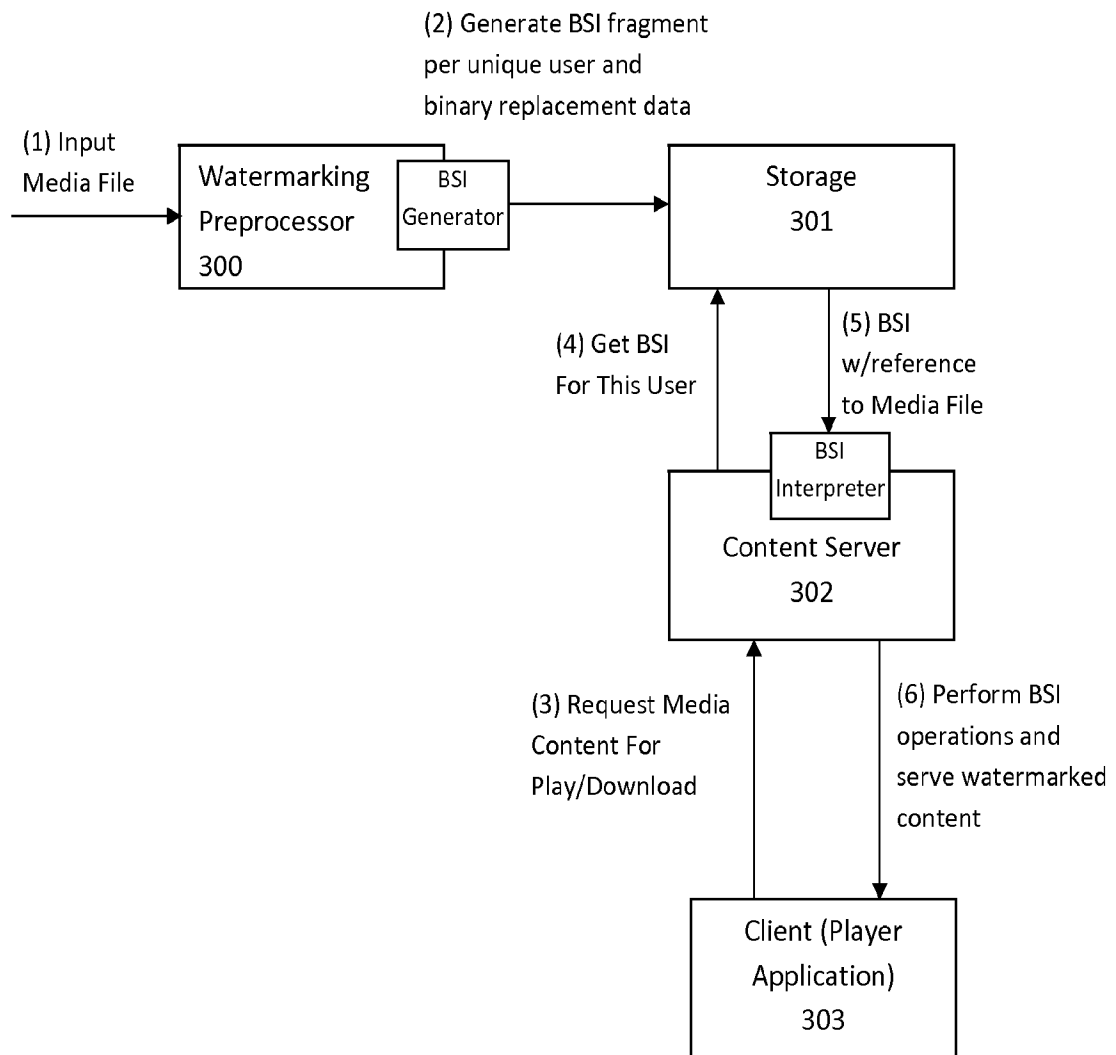 (2) Generate BSI fragment
per unique user and
binary replacement data
(1) Input
Media File
Watermarking
Preprocessor
300
BSI
Generator
Storage
301
(4) Get BSI
For This User
(5) BSI
w/reference
to Media File
BSI
Interpreter
Content Server
302
(3) Request Media
Content For
Play/Download
(6) Perform BSI
operations and
serve watermarked
content
Client (Player
Application)
303